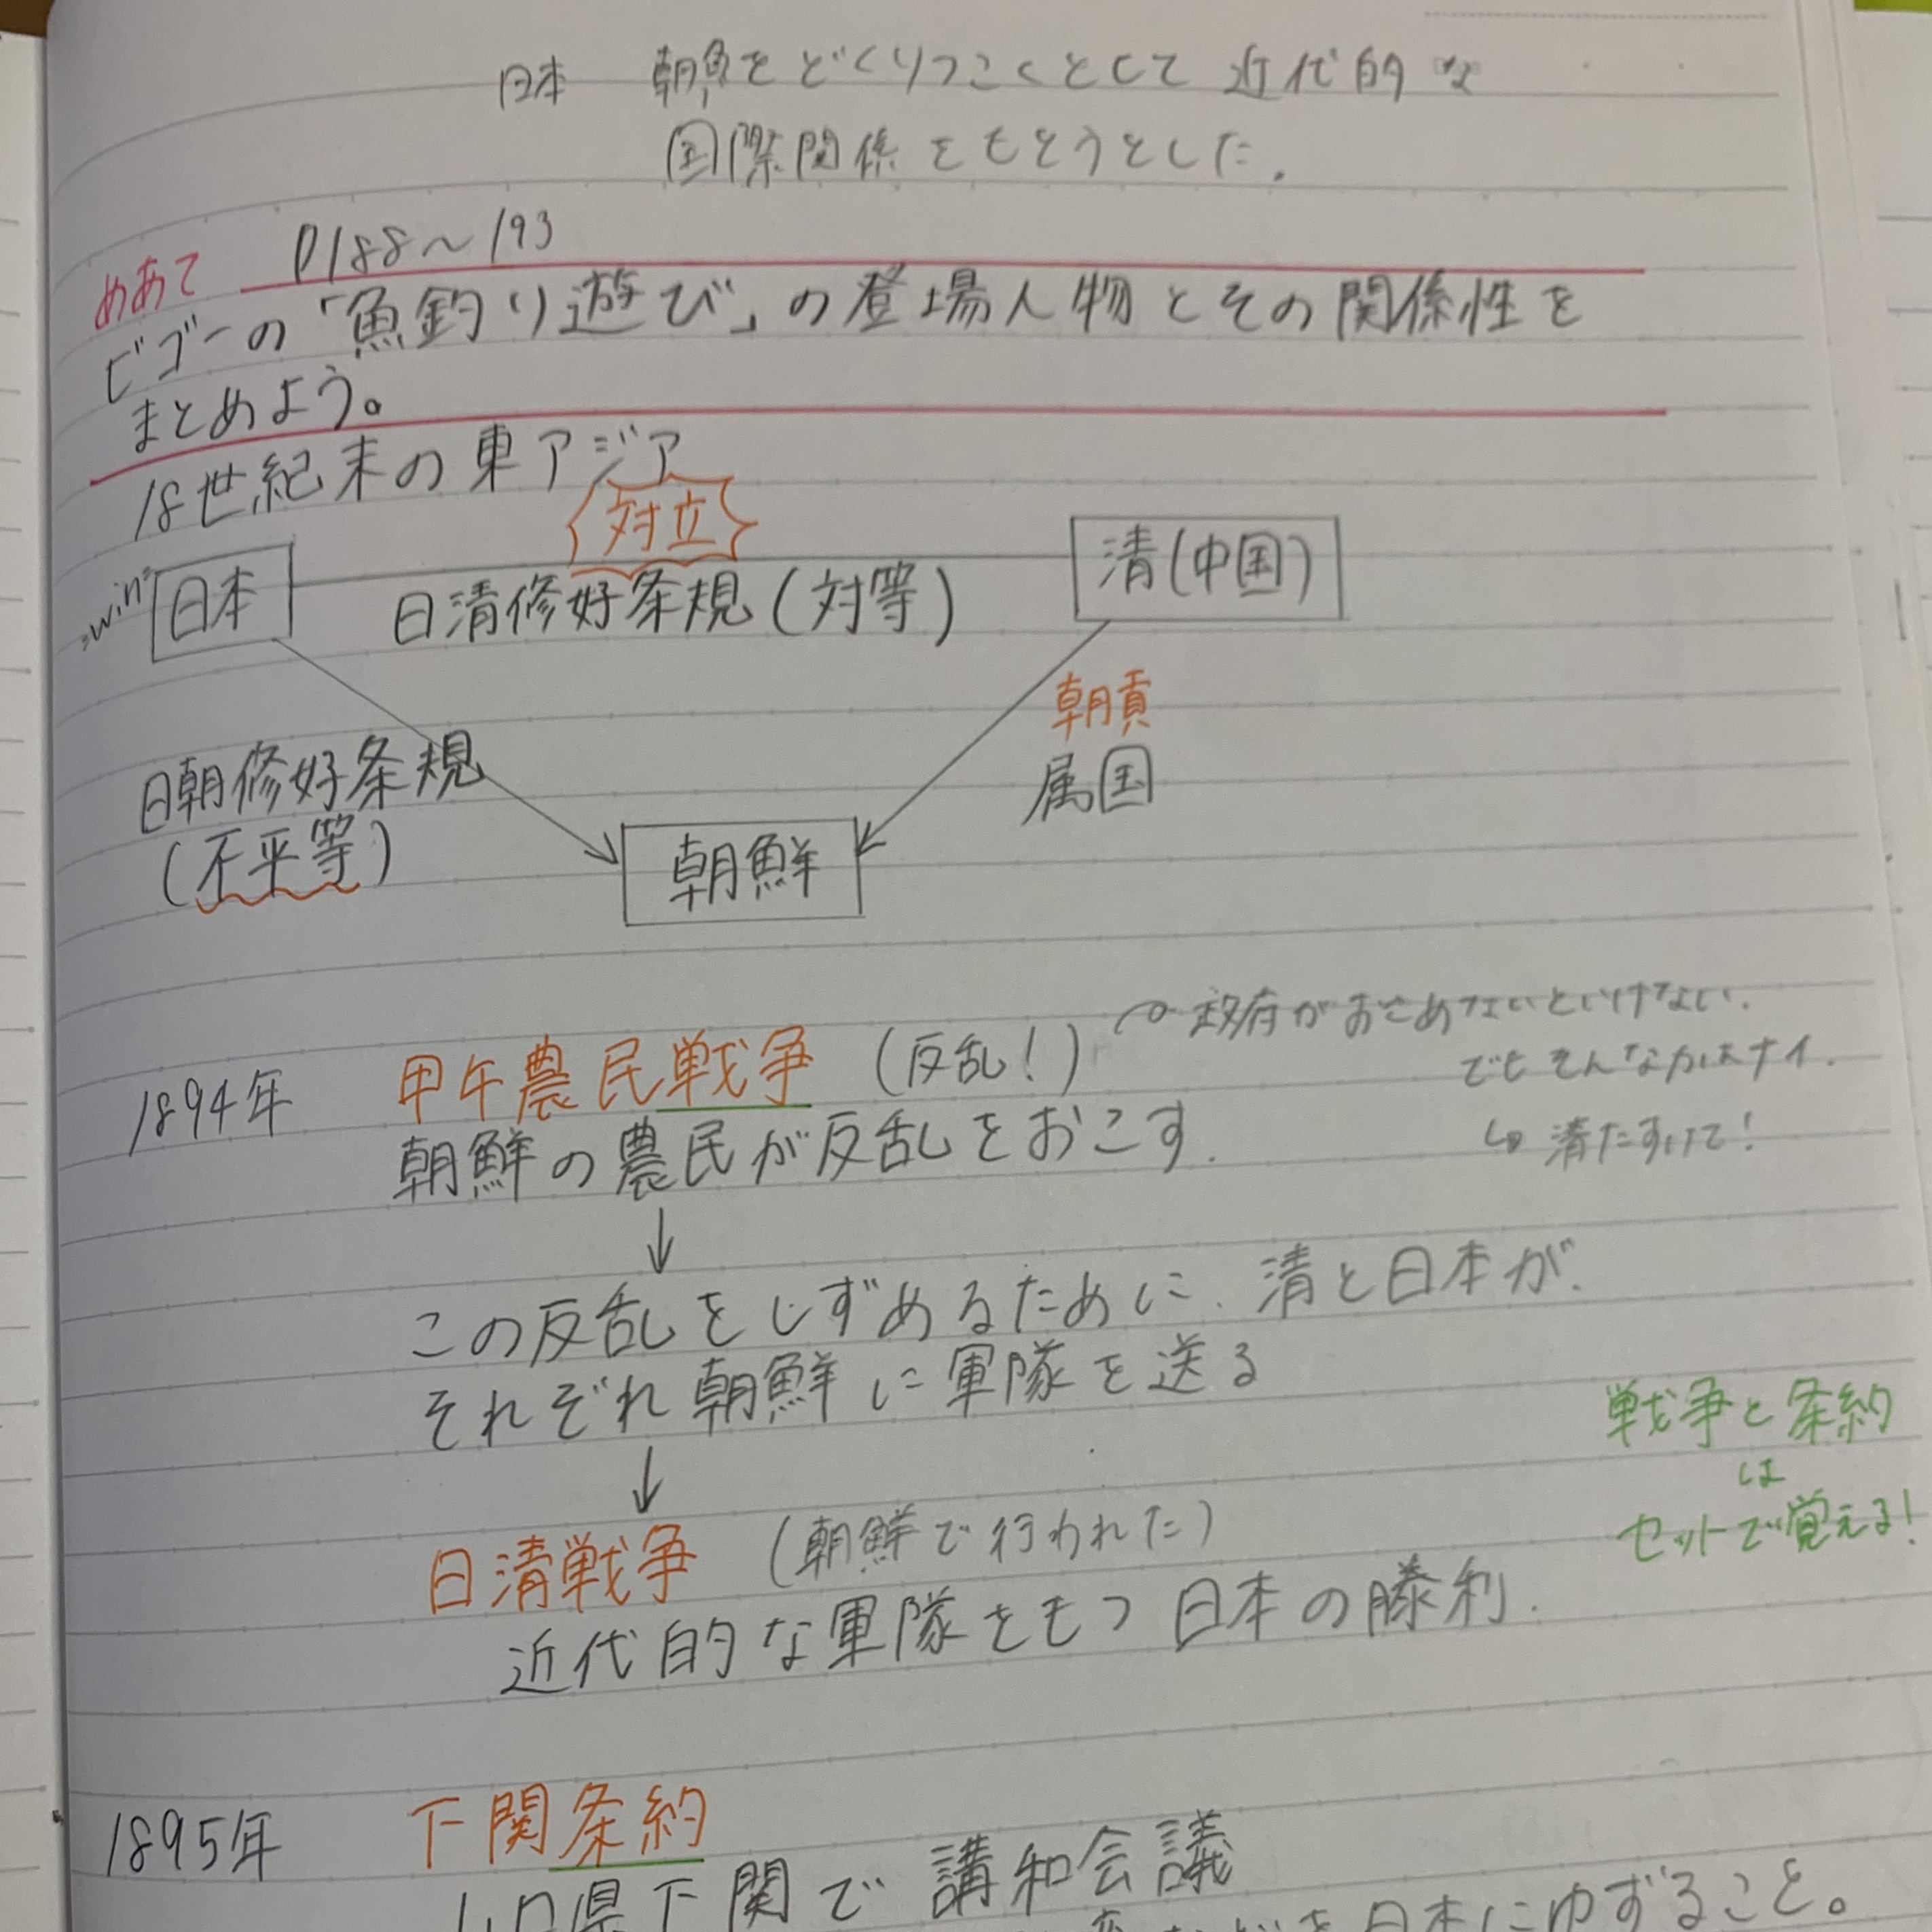 日本　朝鮮をどくりつこくとして近代的な
国際関係をもとうとした.
めあて　P188〜193
ビゴーの「魚釣り遊び」の登場人物とその関係性を
まとめよう。
18世紀末の東アジア
対立
"win" 日本
清(中国)
日清修好条規(対等)
朝貢
属国
日朝修好条規
(不平等)
朝鮮
1894年　甲午農民戦争(反乱!)
政府がおさめないといけない.
でもそんな力はナイ.
↳ 清たすけて!
朝鮮の農民が反乱をおこす.
↓
この反乱をしずめるために、清と日本が、
それぞれ朝鮮に軍隊を送る
↓
戦争と条約
は
セットで覚える!
日清戦争(朝鮮で行われた)
近代的な軍隊をもつ日本の勝利.
1895年　下関条約
山口県下関で講和会議
を日本にゆずること。